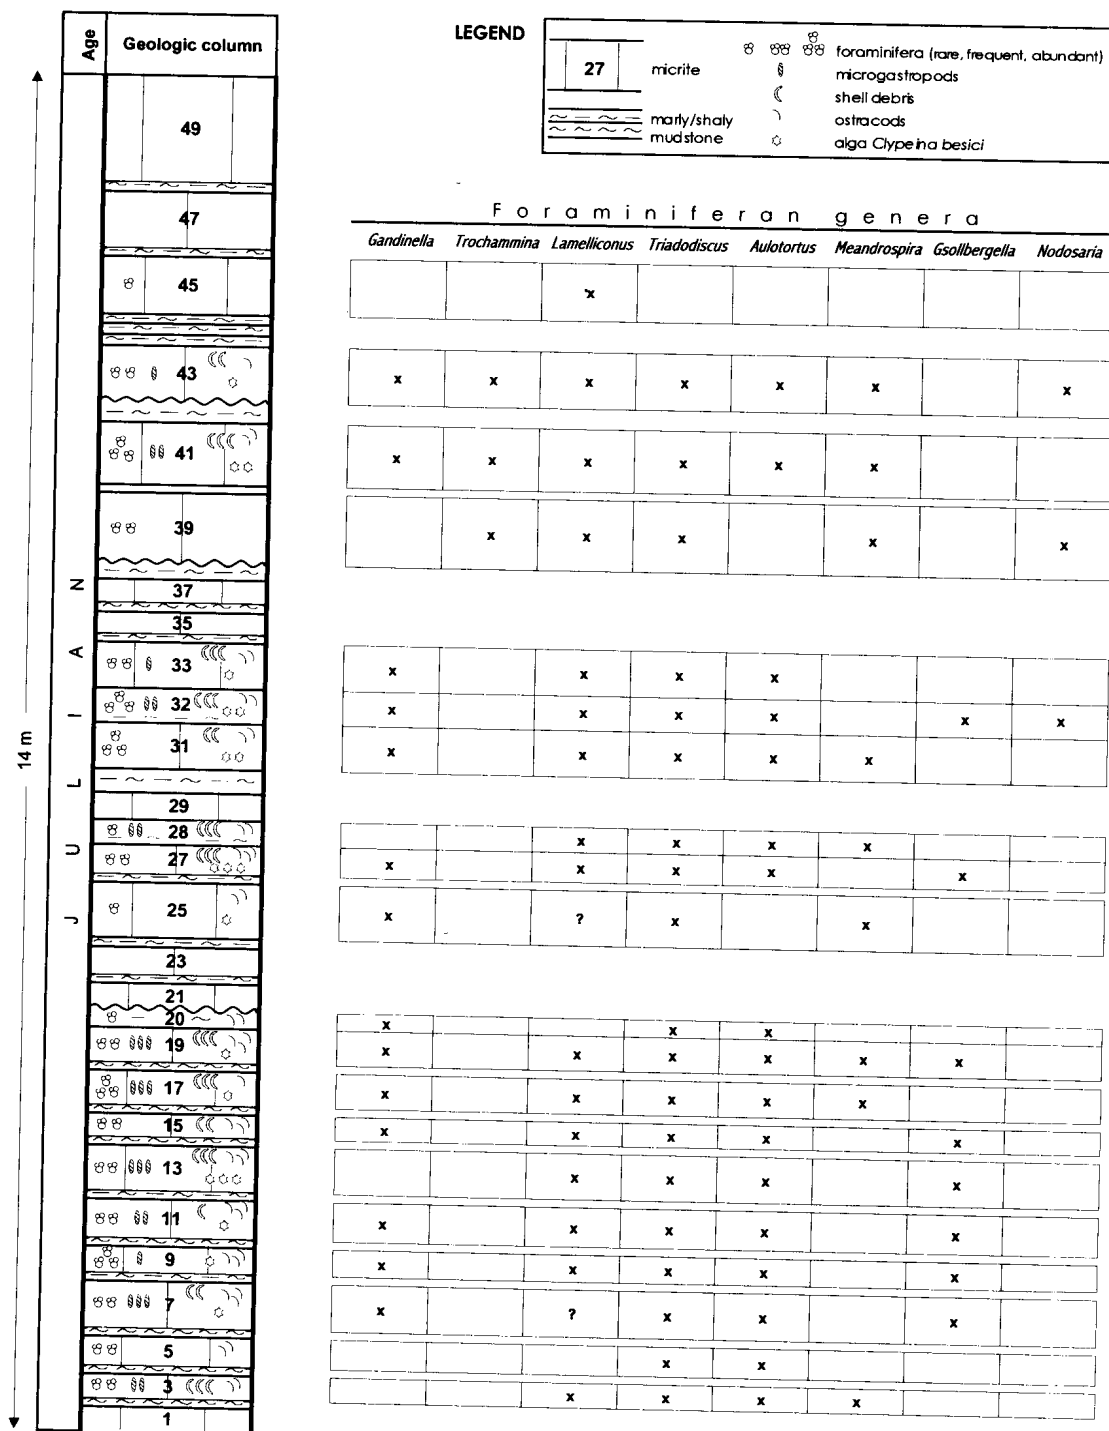 Age
Geologic column
LEGEND
27
micrite
marly/shaly
mudstone
foraminifera (rare, frequent, abundant)
microgastropods
shell debris
ostracods
alga Clypeina besici
Foraminiferan genera
Gandinella Trochammina Lamelliconus Triadodiscus Aulotortus Meandrospira Gsollbergella Nodosaria
14 m
JULIAN
49
47
45 x
43 x x x x x x x
41 x x x x x x
39 x x x x x
37
35
33 x x x x
32 x x x x x x
31 x x x x x
29
28 x x x x
27 x x x x x
25 x ? x x
23
21
20 x x x
19 x x x x x x
17 x x x x x
15 x x x x x
13 x x x x
11 x x x x x
9 x x x x x
7 x ? x x x
5 x x
3 x x x x
1